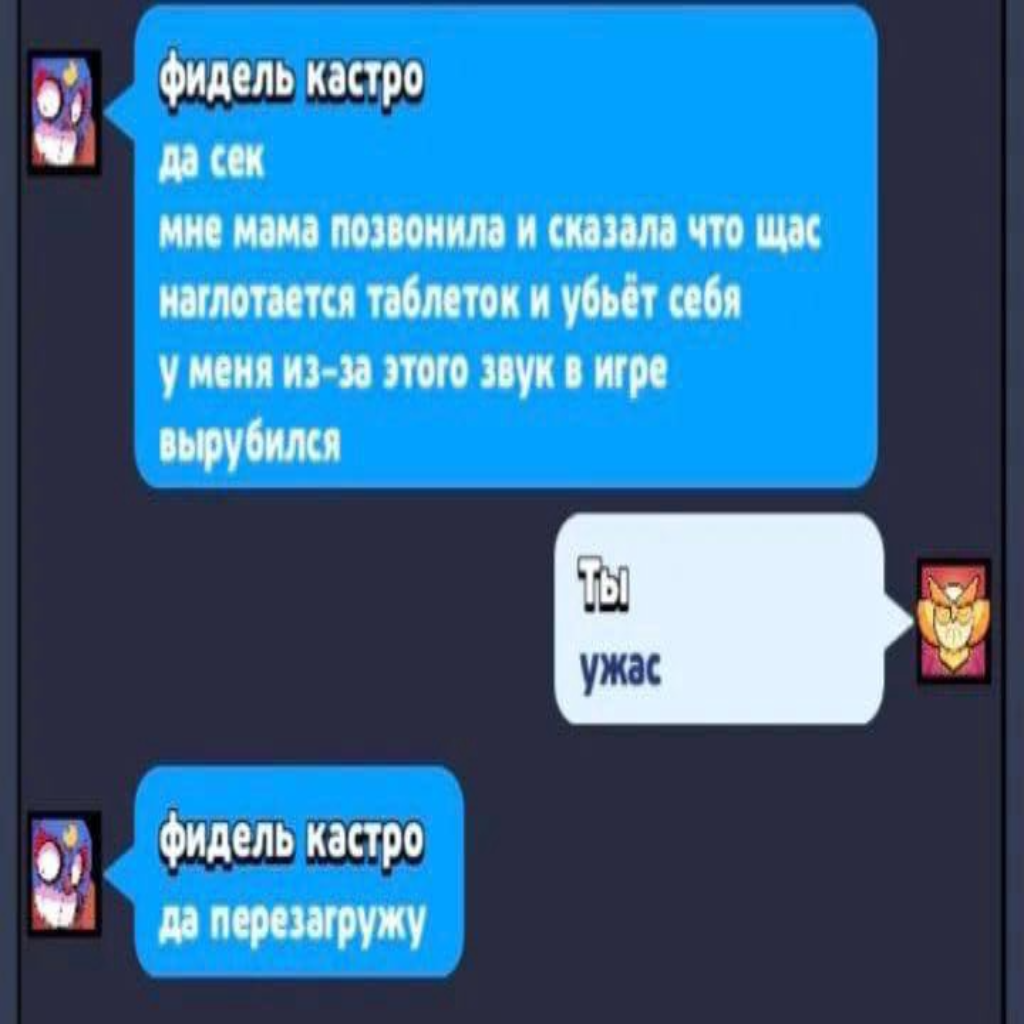 фидель кастро
да сек
мне мама позвонила и сказала что щас
наглотается таблеток и убьёт себя
у меня из-за этого звук в игре
вырубился
Ты
ужас
фидель кастро
да перезагружу